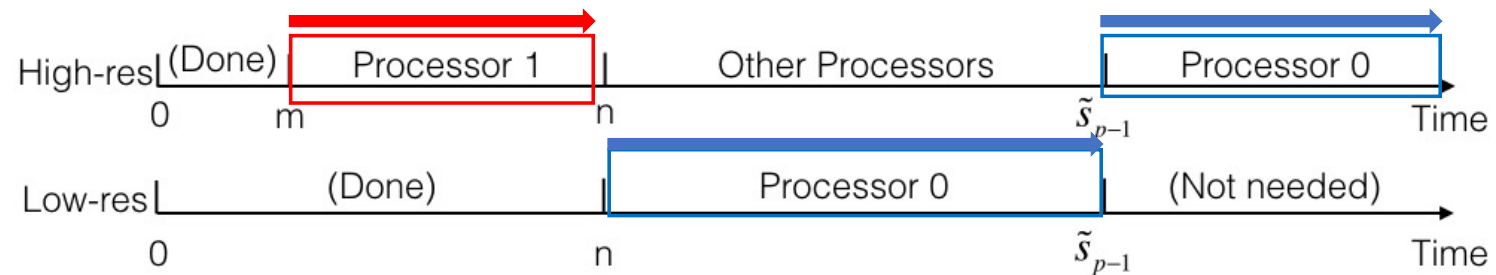 High-res (Done) Processor 1 Other Processors Processor 0
0 m n s̃ₚ₋₁ Time
Low-res (Done) Processor 0 (Not needed)
0 n s̃ₚ₋₁ Time